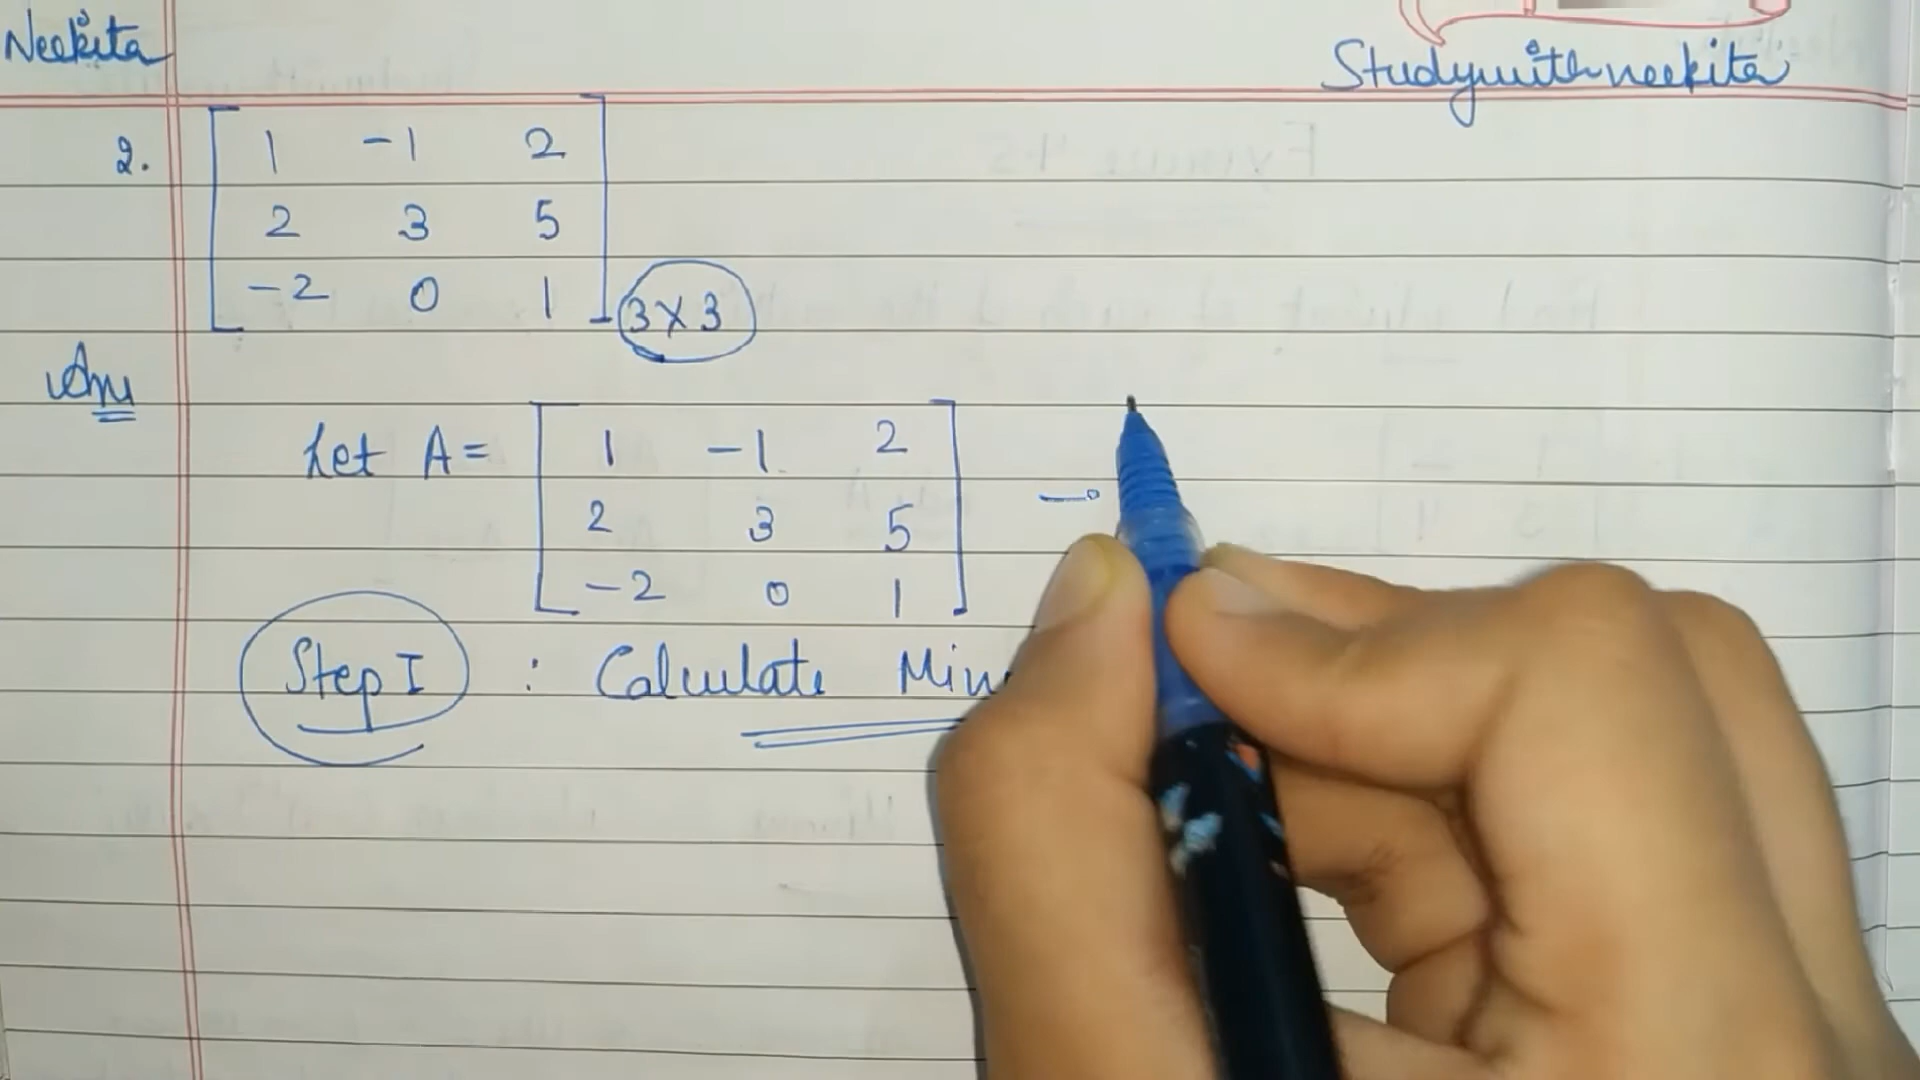 Neekita
Studywithneekita
2. 1 -1 2
2 3 5
-2 0 1 3×3
Ans
Let A= 1 -1 2
2 3 5
-2 0 1
Step I : Calculate